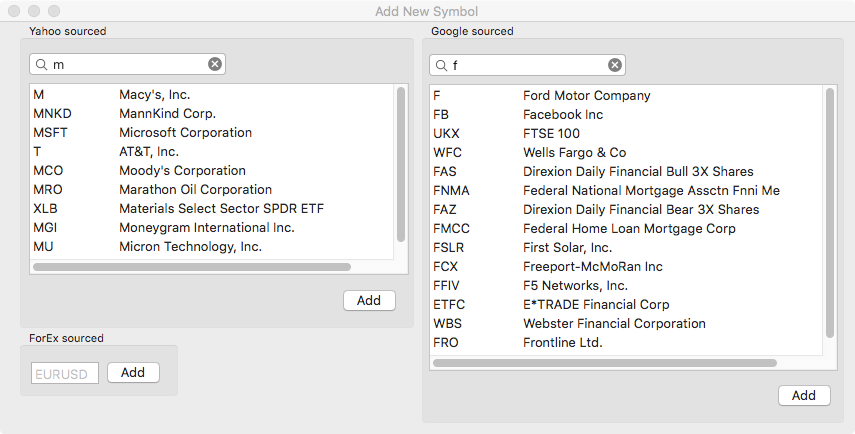 Add New Symbol
Yahoo sourced
m
M Macy's, Inc.
MNKD MannKind Corp.
MSFT Microsoft Corporation
T AT&T, Inc.
MCO Moody's Corporation
MRO Marathon Oil Corporation
XLB Materials Select Sector SPDR ETF
MGI Moneygram International Inc.
MU Micron Technology, Inc.
Add
ForEx sourced
EURUSD
Add
Google sourced
f
F Ford Motor Company
FB Facebook Inc
UKX FTSE 100
WFC Wells Fargo & Co
FAS Direxion Daily Financial Bull 3X Shares
FNMA Federal National Mortgage Assctn Fnni Me
FAZ Direxion Daily Financial Bear 3X Shares
FMCC Federal Home Loan Mortgage Corp
FSLR First Solar, Inc.
FCX Freeport-McMoRan Inc
FFIV F5 Networks, Inc.
ETFC E*TRADE Financial Corp
WBS Webster Financial Corporation
FRO Frontline Ltd.
Add